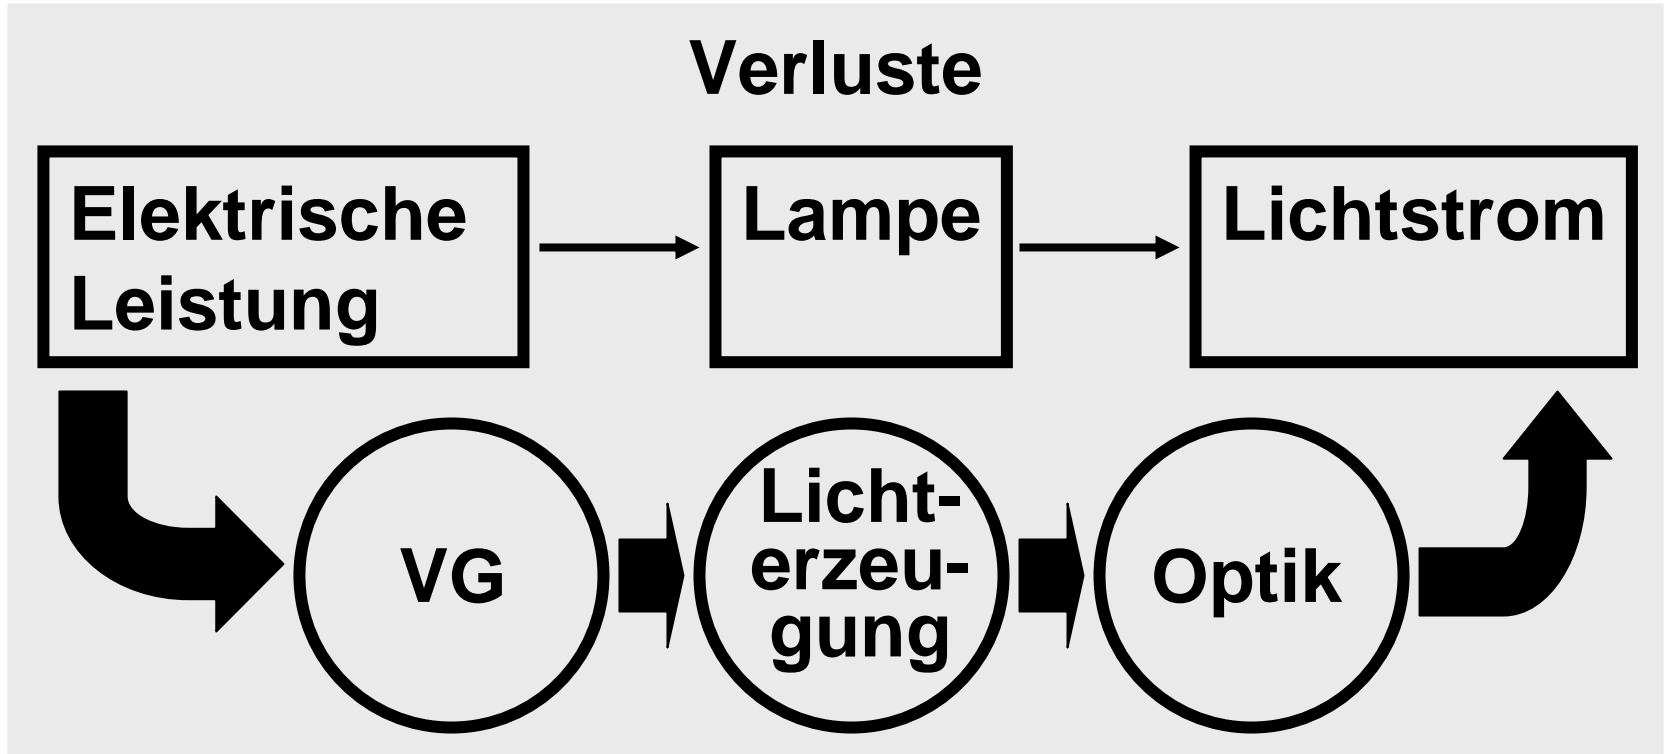 Verluste
Elektrische
Leistung
Lampe
Lichtstrom
VG
Licht-
erzeu-
gung
Optik